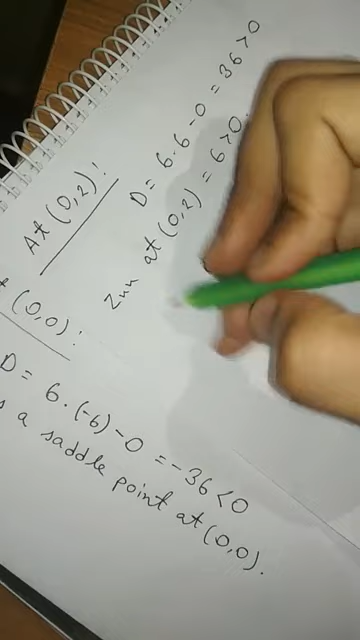 At (0,2):
D = 6.6 - 0 = 36 > 0
Zxx at (0,2) = 6 > 0.
(0,0):
D = 6.(-6) - 0 = -36 < 0
a saddle point at (0,0).